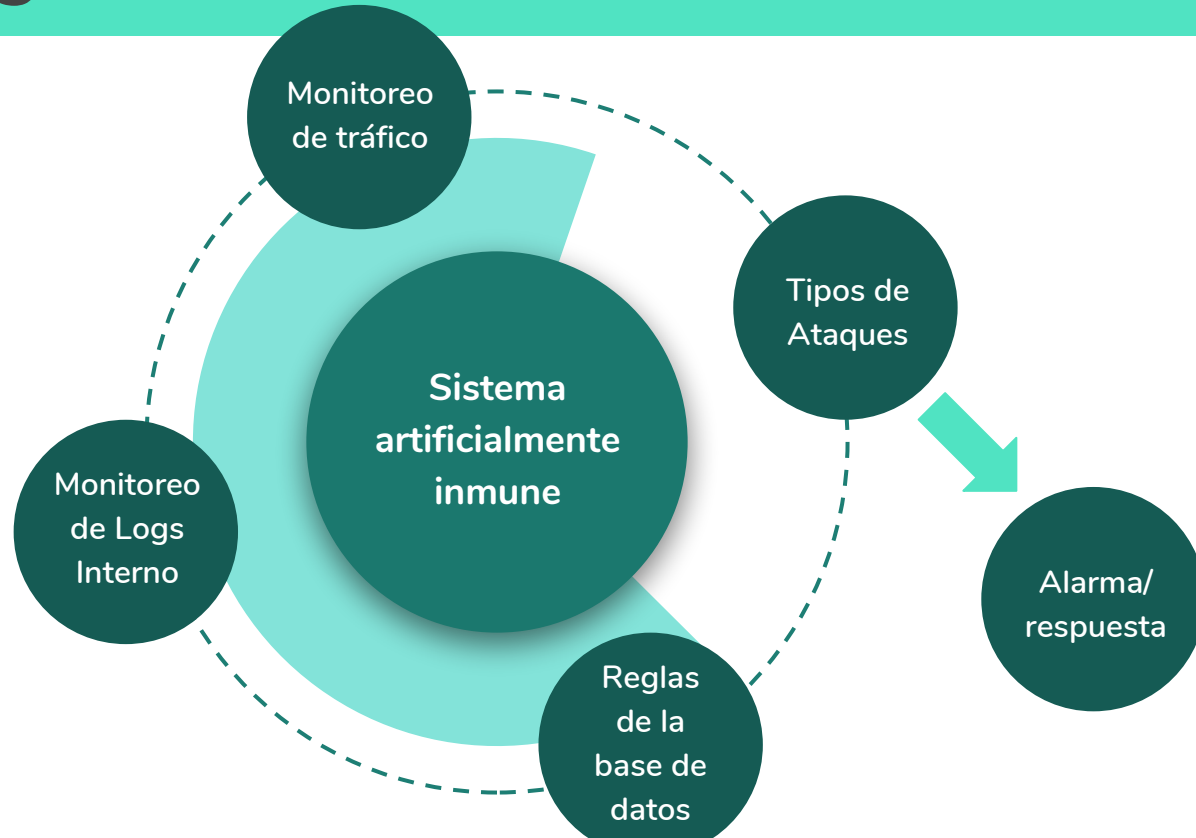 Monitoreo
de tráfico
Tipos de
Ataques
Sistema
artificialmente
inmune
Monitoreo
de Logs
Interno
Alarma/
respuesta
Reglas
de la
base de
datos